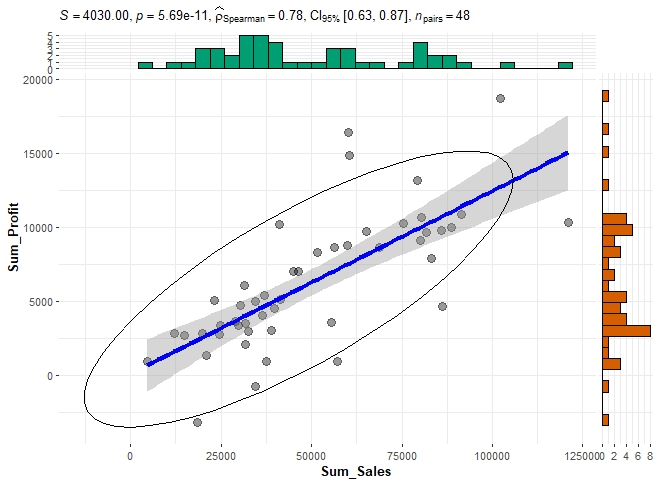 S = 4030.00, p = 5.69e-11, ρ̂Spearman = 0.78, CI95% [0.63, 0.87], npairs = 48
5
4
3
2
1
0
20000
15000
10000
5000
0
Sum_Profit
0 25000 50000 75000 100000 125000
0 2 4 6 8
Sum_Sales